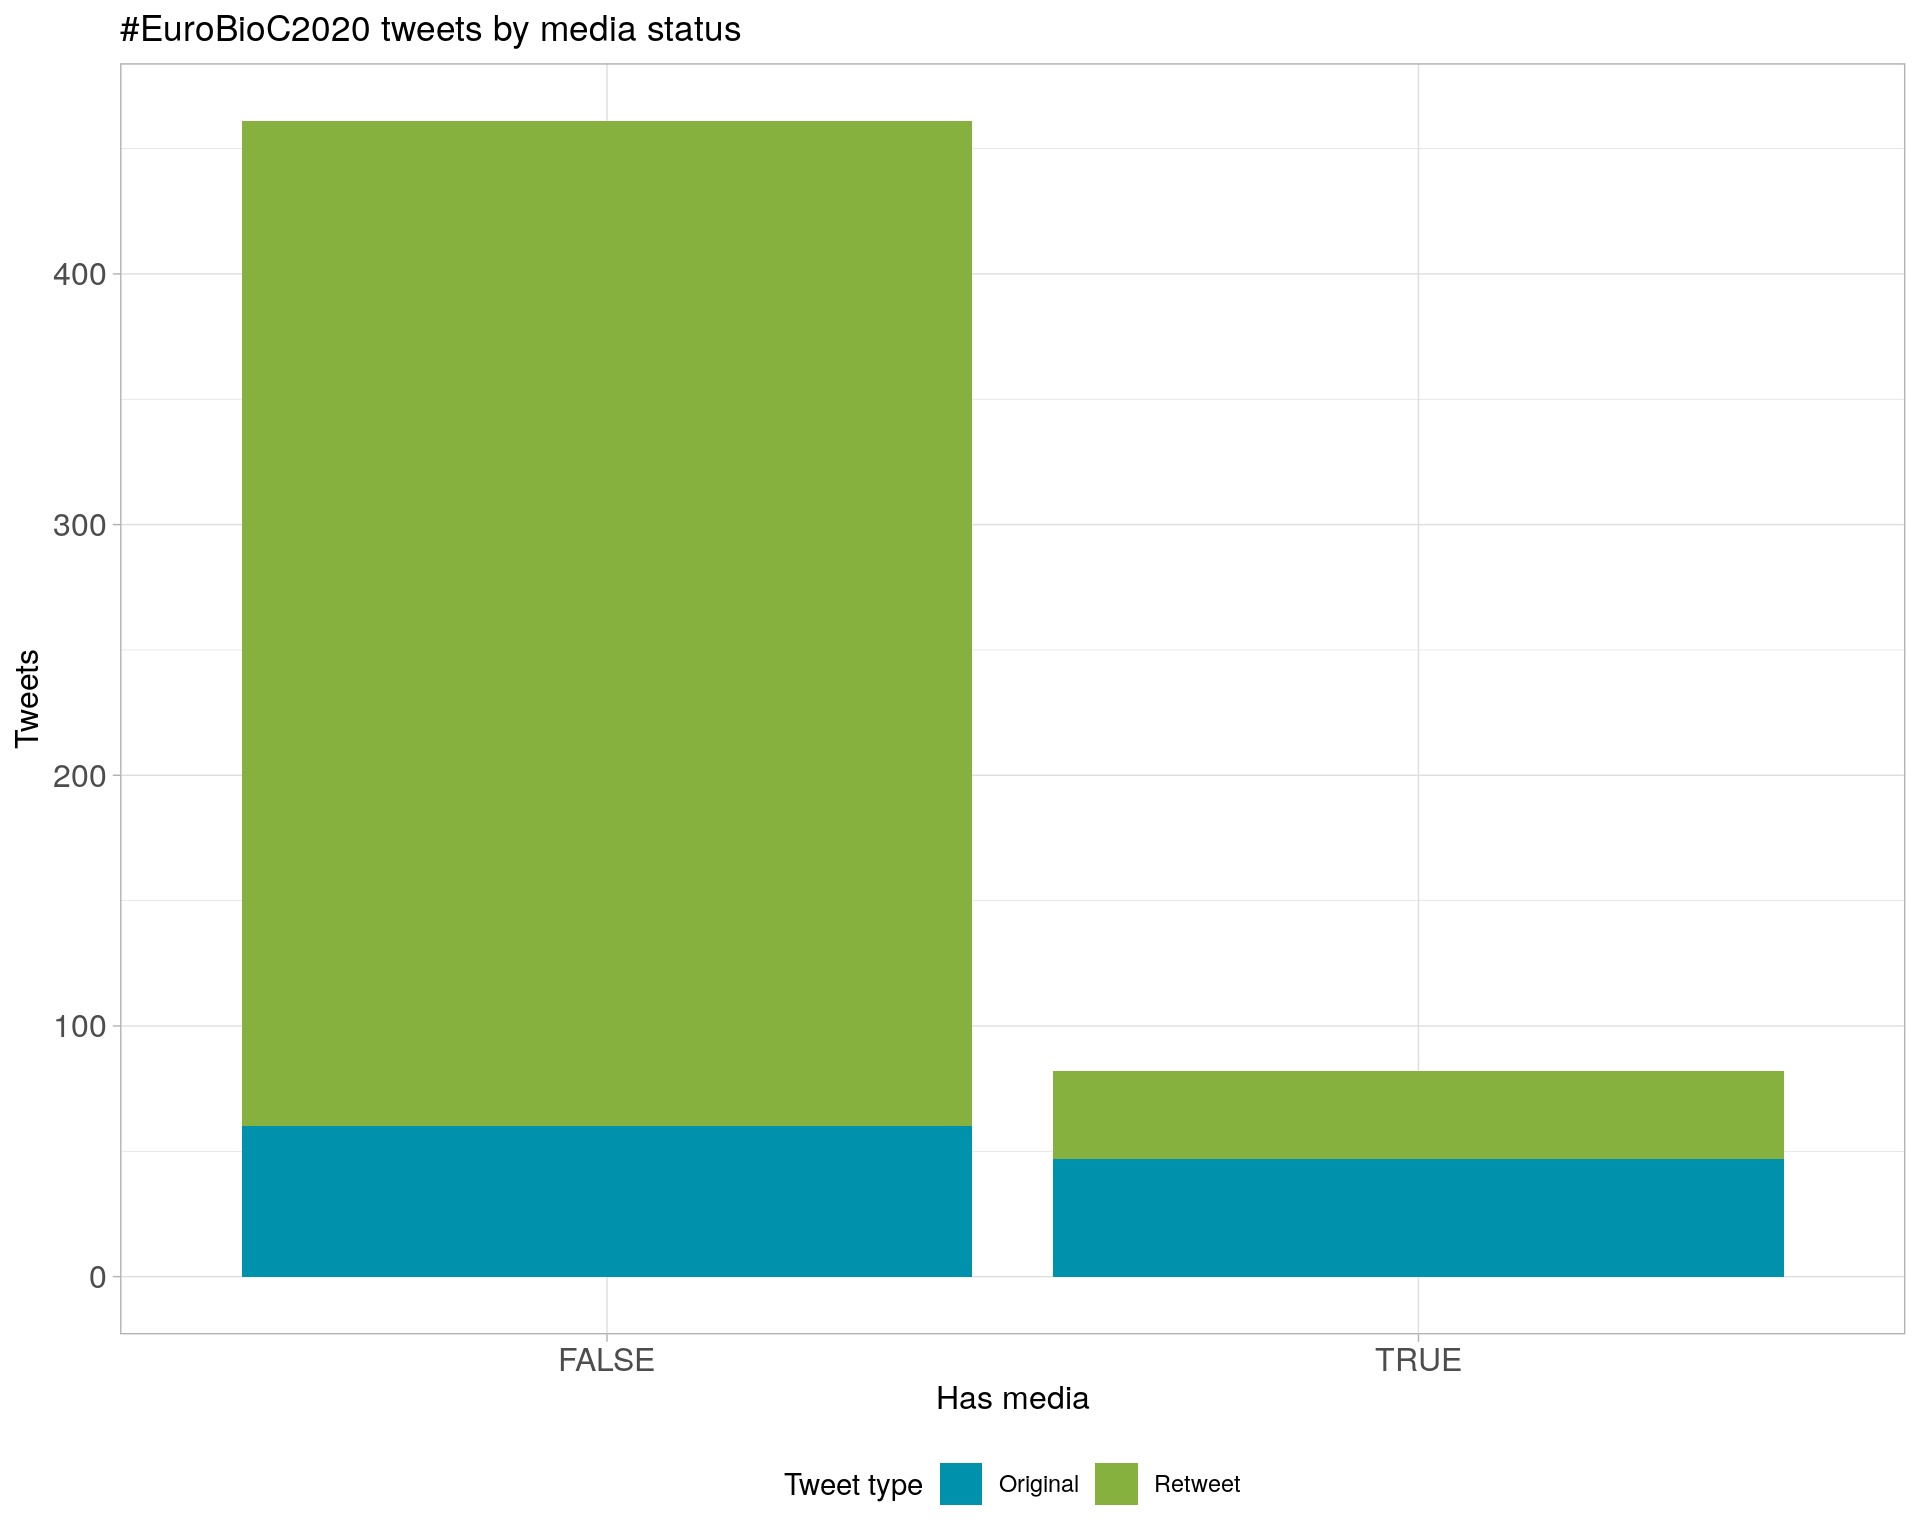 #EuroBioC2020 tweets by media status
Tweets
400
300
200
100
0
FALSE TRUE
Has media
Tweet type Original Retweet